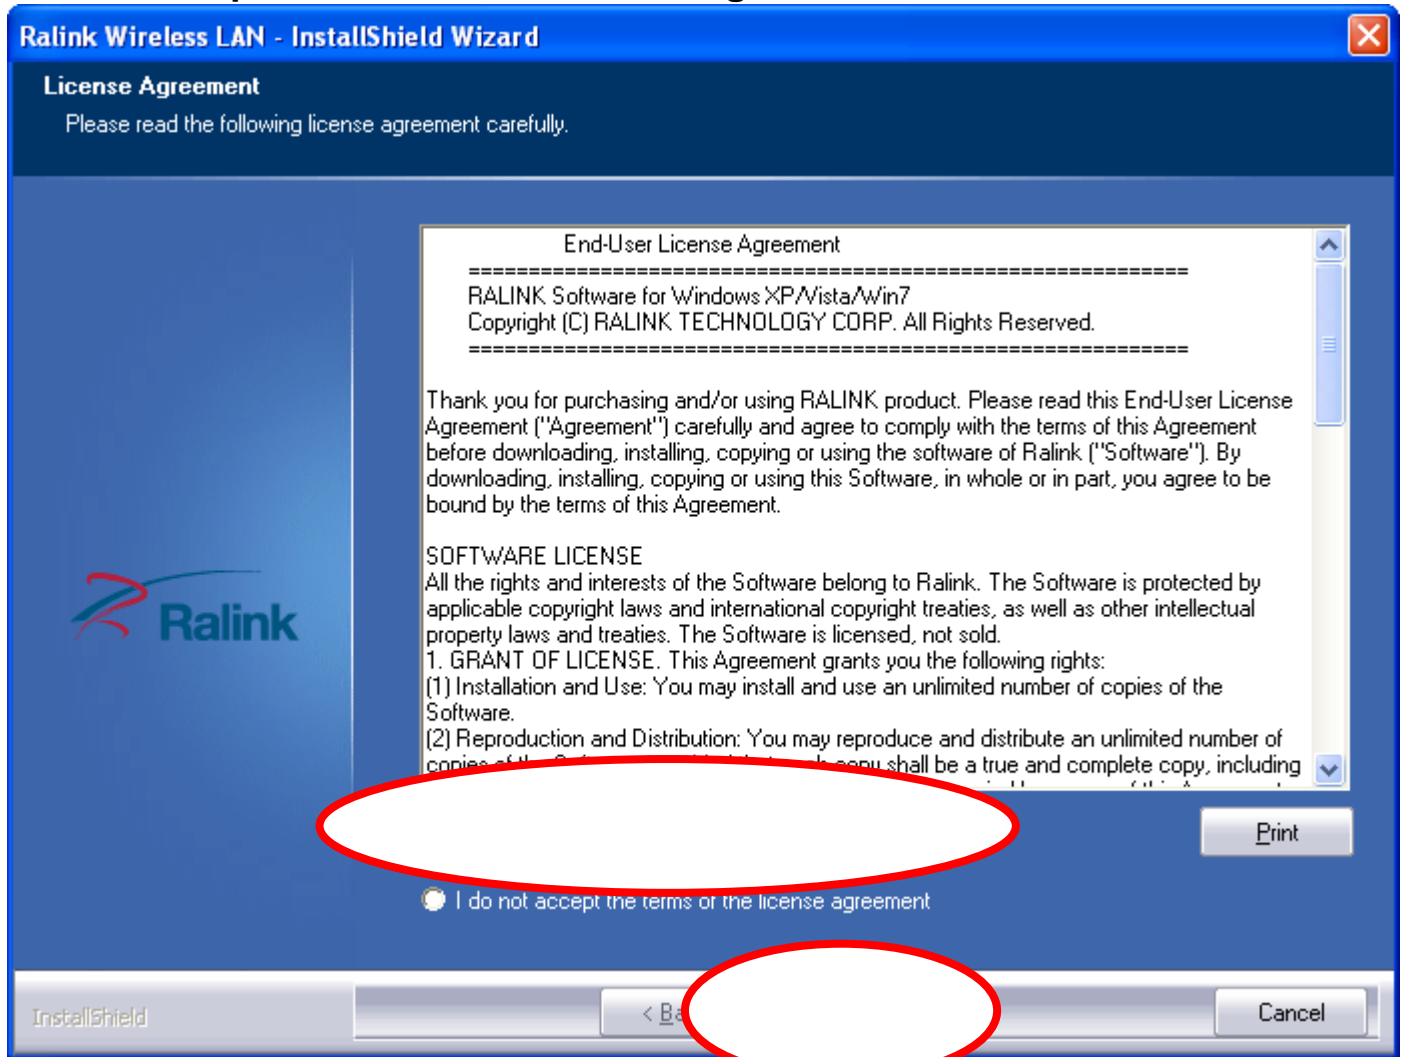 Ralink Wireless LAN - InstallShield Wizard
License Agreement
Please read the following license agreement carefully.
End-User License Agreement
============================================================
RALINK Software for Windows XP/Vista/Win7
Copyright (C) RALINK TECHNOLOGY CORP. All Rights Reserved.
============================================================
Thank you for purchasing and/or using RALINK product. Please read this End-User License
Agreement ("Agreement") carefully and agree to comply with the terms of this Agreement
before downloading, installing, copying or using the software of Ralink ("Software"). By
downloading, installing, copying or using this Software, in whole or in part, you agree to be
bound by the terms of this Agreement.
SOFTWARE LICENSE
All the rights and interests of the Software belong to Ralink. The Software is protected by
applicable copyright laws and international copyright treaties, as well as other intellectual
property laws and treaties. The Software is licensed, not sold.
1. GRANT OF LICENSE. This Agreement grants you the following rights:
(1) Installation and Use: You may install and use an unlimited number of copies of the
Software.
(2) Reproduction and Distribution: You may reproduce and distribute an unlimited number of
copies of the shall be a true and complete copy, including
Ralink
Print
I do not accept the terms of the license agreement
InstallShield
< Ba
Cancel